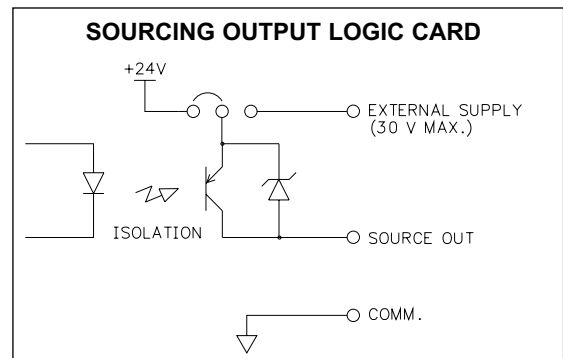 SOURCING OUTPUT LOGIC CARD
+24V
EXTERNAL SUPPLY
(30 V MAX.)
ISOLATION
SOURCE OUT
COMM.